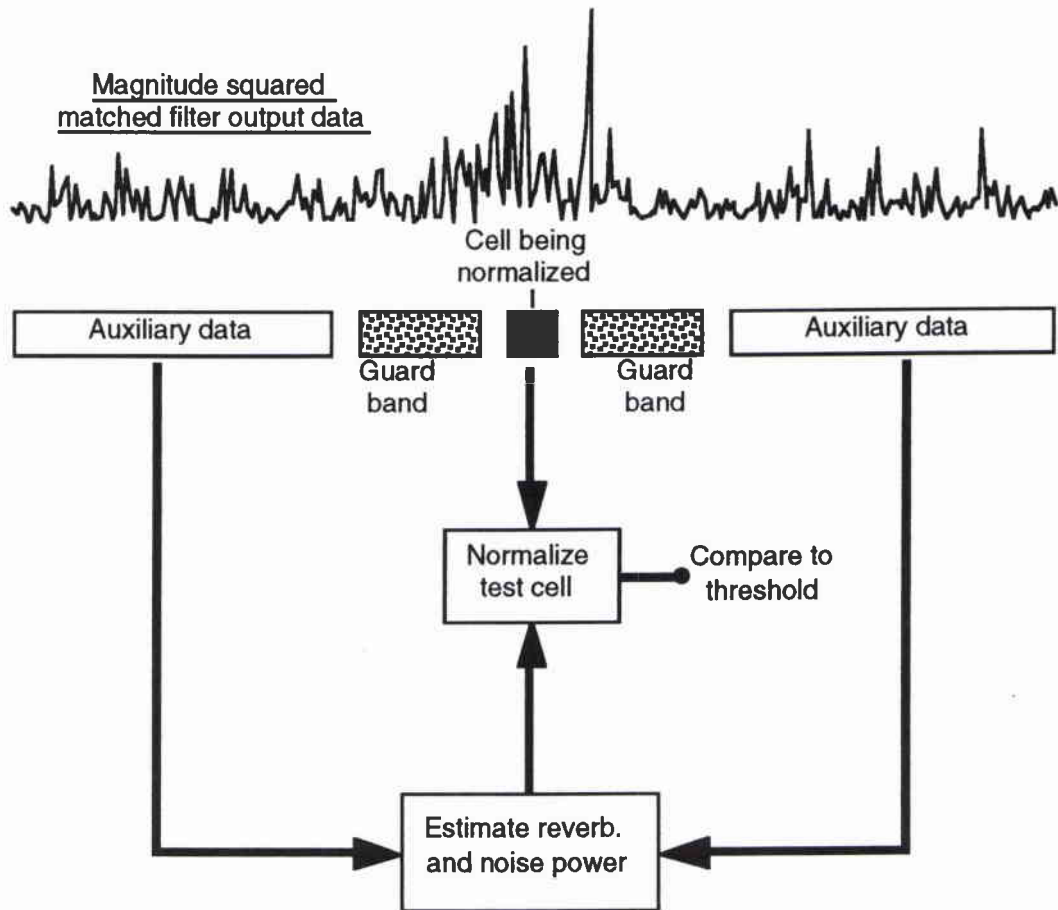 Magnitude squared
matched filter output data
Cell being
normalized
Auxiliary data
Auxiliary data
Guard
band
Guard
band
Normalize
test cell
Compare to
threshold
Estimate reverb.
and noise power